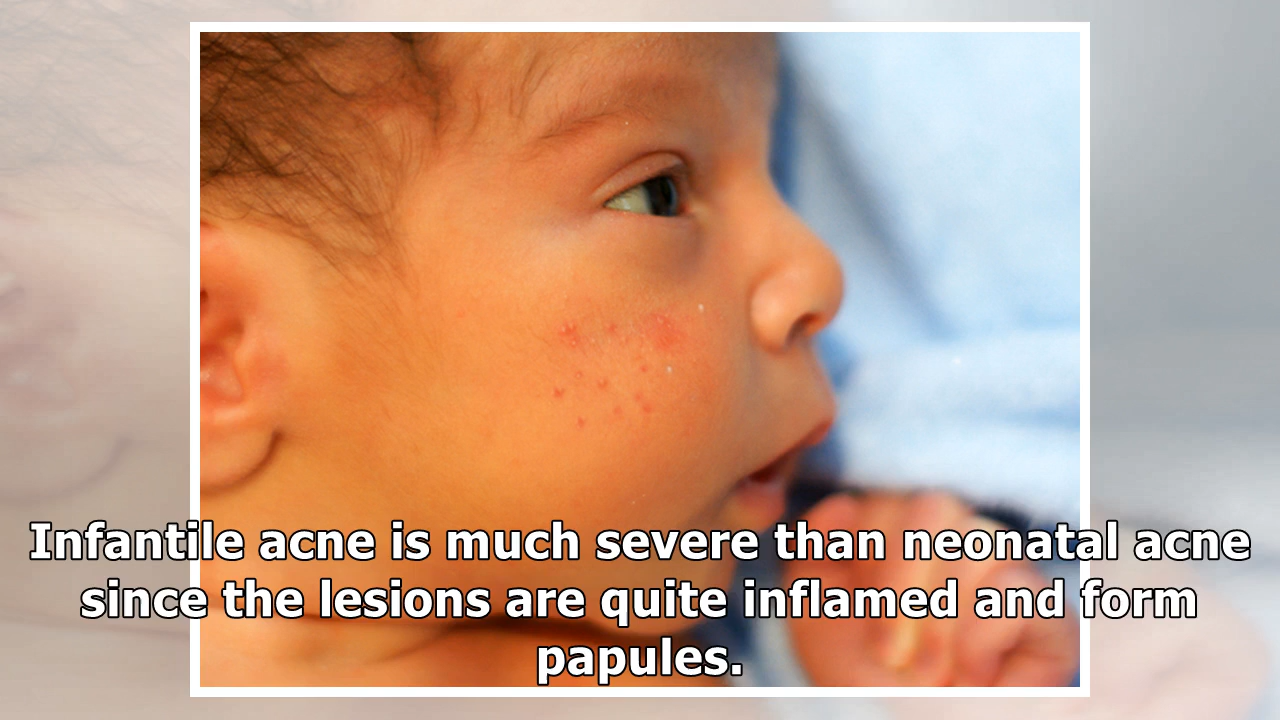 Infantile acne is much severe than neonatal acne
since the lesions are quite inflamed and form
papules.